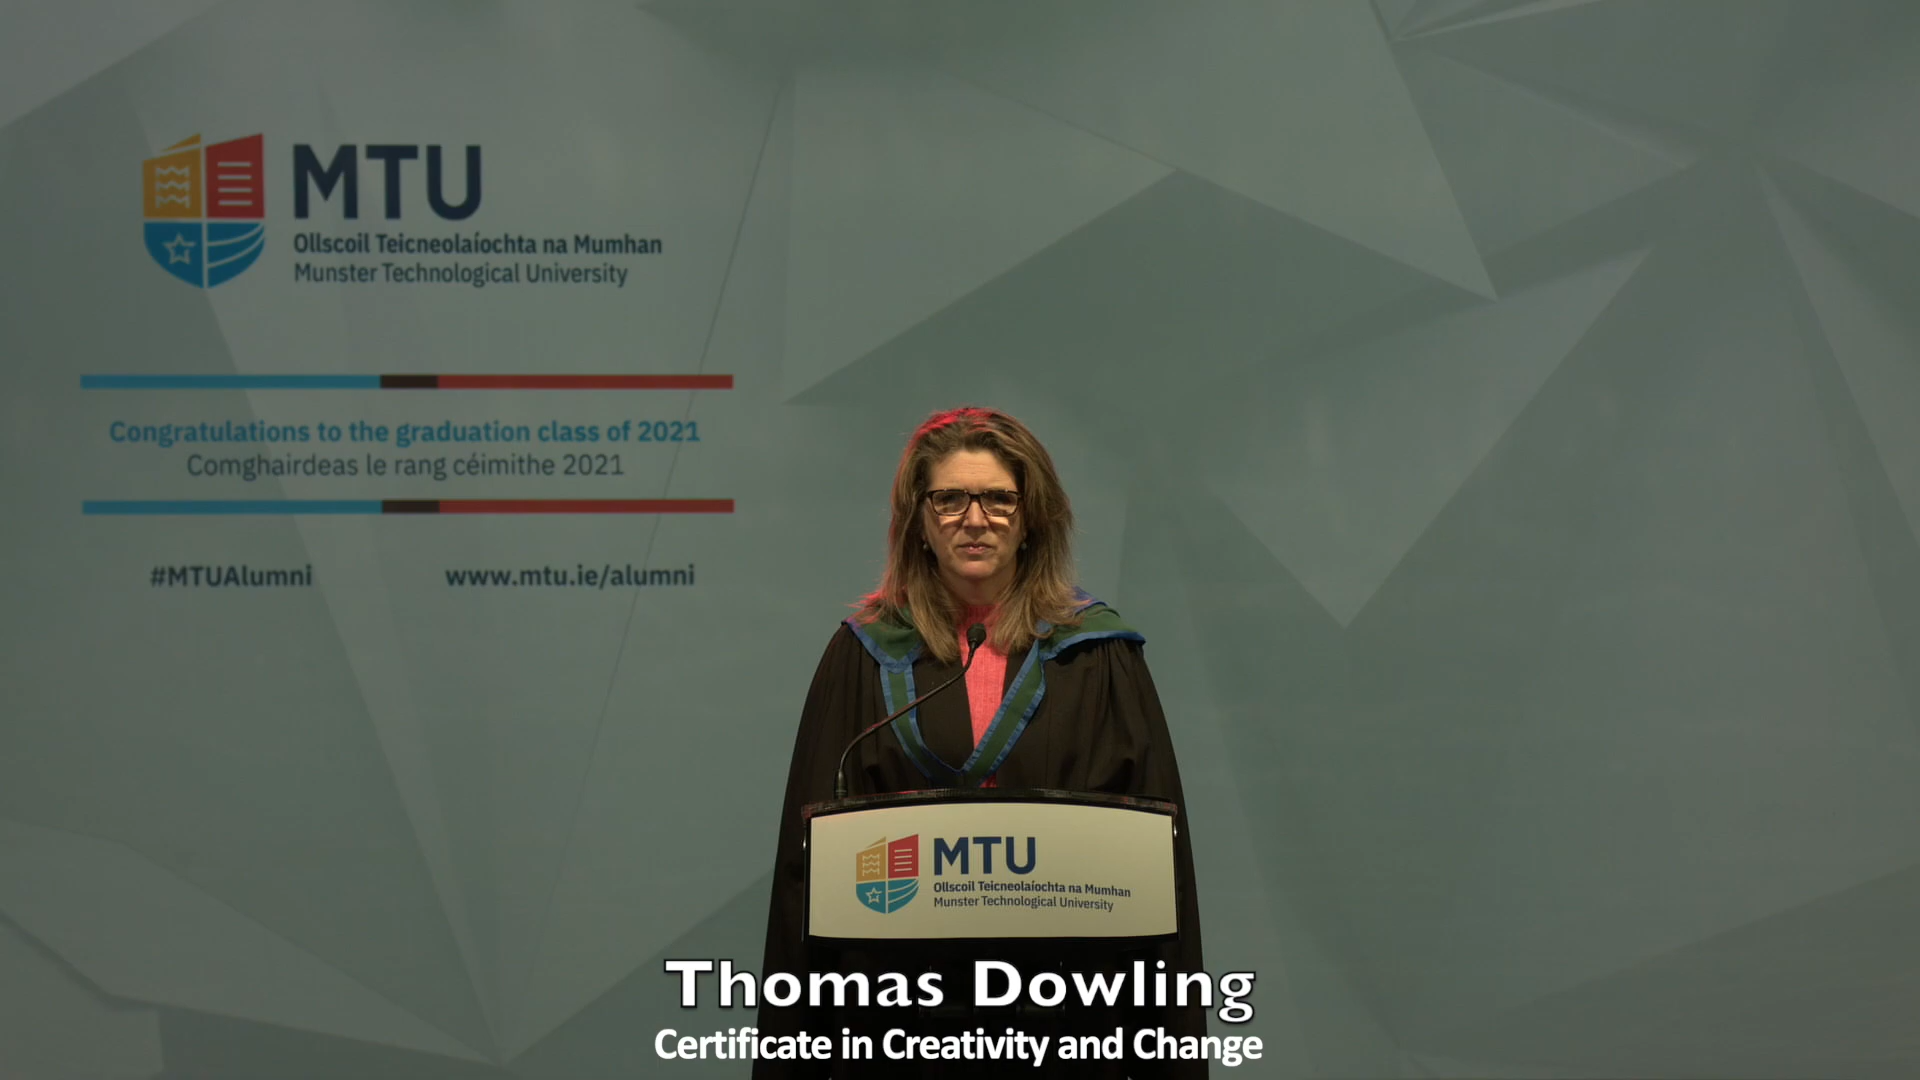 MTU
Ollscoil Teicneolaíochta na Mumhan
Munster Technological University
Congratulations to the graduation class of 2021
Comghairdeas le rang céimithe 2021
#MTUAlumni www.mtu.ie/alumni
MTU
Ollscoil Teicneolaíochta na Mumhan
Munster Technological University
Thomas Dowling
Certificate in Creativity and Change